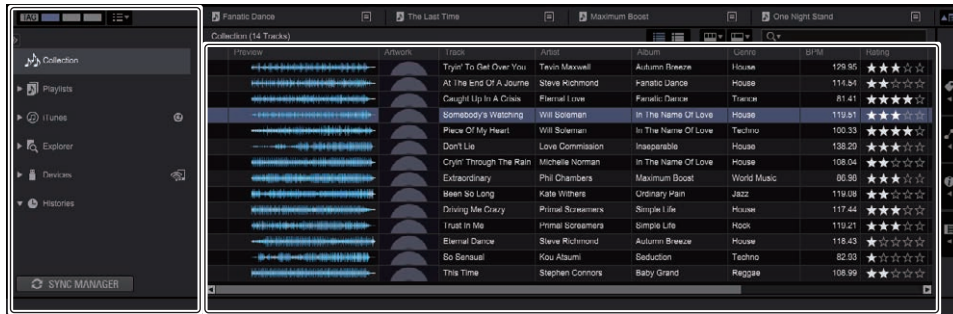 TAG
Fanatic Dance The Last Time Maximum Boost One Night Stand
Collection (14 Tracks)
Preview Artwork Track Artist Album Genre BPM Rating
Collection
Playlists
iTunes
Explorer
Devices
Histories
SYNC MANAGER
Tryin' To Get Over You Tevin Maxwell Autumn Breeze House 129.95 ★★★☆☆
At The End Of A Journe Steve Richmond Fanatic Dance House 114.54 ★★☆☆☆
Caught Up In A Crisis Eternal Love Fanatic Dance Trance 81.41 ★★★★☆
Somebody's Watching Will Soleman In The Name Of Love House 119.51 ★★★☆☆
Piece Of My Heart Will Soleman In The Name Of Love Techno 100.33 ★★★★☆
Don't Lie Love Commission Inseparable House 138.29 ★★★☆☆
Cryin' Through The Rain Michelle Norman In The Name Of Love House 108.04 ★★☆☆☆
Extraordinary Phil Chambers Maximum Boost World Music 86.98 ★★★☆☆
Been So Long Kate Withers Ordinary Pain Jazz 119.08 ★★☆☆☆
Driving Me Crazy Primal Screamers Simple Life House 117.44 ★★★☆☆
Trust In Me Primal Screamers Simple Life Rock 119.21 ★★★☆☆
Eternal Dance Steve Richmond Autumn Breeze House 118.43 ★☆☆☆☆
So Sensual Kou Atsumi Seduction Techno 82.93 ★☆☆☆☆
This Time Stephen Connors Baby Grand Reggae 108.99 ★★☆☆☆